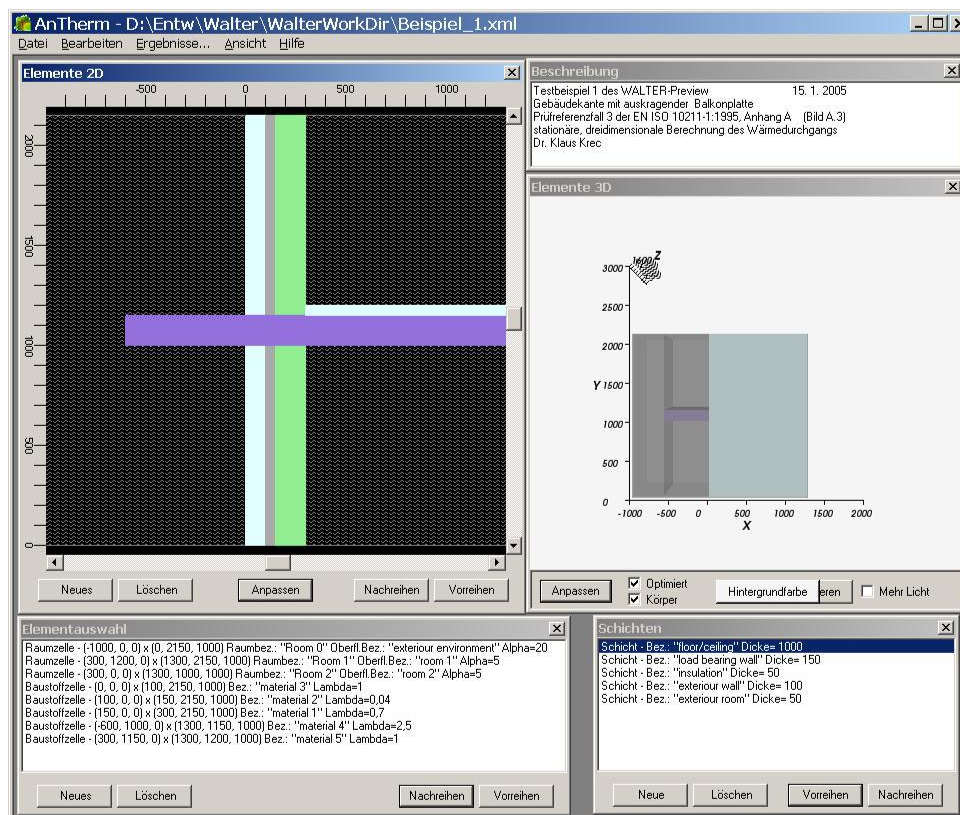 AnTherm - D:\Entw\Walter\WalterWorkDir\Beispiel_1.xml
Datei Bearbeiten Ergebnisse... Ansicht Hilfe
Elemente 2D
-500 0 500 1000
2000
1500
1000
500
0
Neues Löschen Anpassen Nachreihen Vorreihen
Beschreibung
Testbeispiel 1 des WALTER-Preview 15. 1. 2005
Gebäudekante mit auskragender Balkonplatte
Prüfreferenzfall 3 der EN ISO 10211-1:1995, Anhang A (Bild A.3)
stationäre, dreidimensionale Berechnung des Wärmedurchgangs
Dr. Klaus Krec
Elemente 3D
1600 Z
3000
2500
2000
Y 1500
1000
500
0
-1000 -500 0 500 1000 1500 2000
X
Anpassen Optimiert Körper Hintergrundfarbe eren Mehr Licht
Elementauswahl
Raumzelle - (-1000, 0, 0) x (0, 2150, 1000) Raumbez.: "Room 0" Oberfl.Bez.: "exteriour environment" Alpha=20
Raumzelle - (300, 1200, 0) x (1300, 2150, 1000) Raumbez.: "Room 1" Oberfl.Bez.: "room 1" Alpha=5
Raumzelle - (300, 0, 0) x (1300, 1000, 1000) Raumbez.: "Room 2" Oberfl.Bez.: "room 2" Alpha=5
Baustoffzelle - (0, 0, 0) x (100, 2150, 1000) Bez.: "material 3" Lambda=1
Baustoffzelle - (100, 0, 0) x (150, 2150, 1000) Bez.: "material 2" Lambda=0,04
Baustoffzelle - (150, 0, 0) x (300, 2150, 1000) Bez.: "material 1" Lambda=0,7
Baustoffzelle - (-600, 1000, 0) x (1300, 1150, 1000) Bez.: "material 4" Lambda=2,5
Baustoffzelle - (300, 1150, 0) x (1300, 1200, 1000) Bez.: "material 5" Lambda=1
Neues Löschen Nachreihen Vorreihen
Schichten
Schicht - Bez.: "floor/ceiling" Dicke= 1000
Schicht - Bez.: "load bearing wall" Dicke= 150
Schicht - Bez.: "insulation" Dicke= 50
Schicht - Bez.: "exteriour wall" Dicke= 100
Schicht - Bez.: "exteriour room" Dicke= 50
Neue Löschen Vorreihen Nachreihen